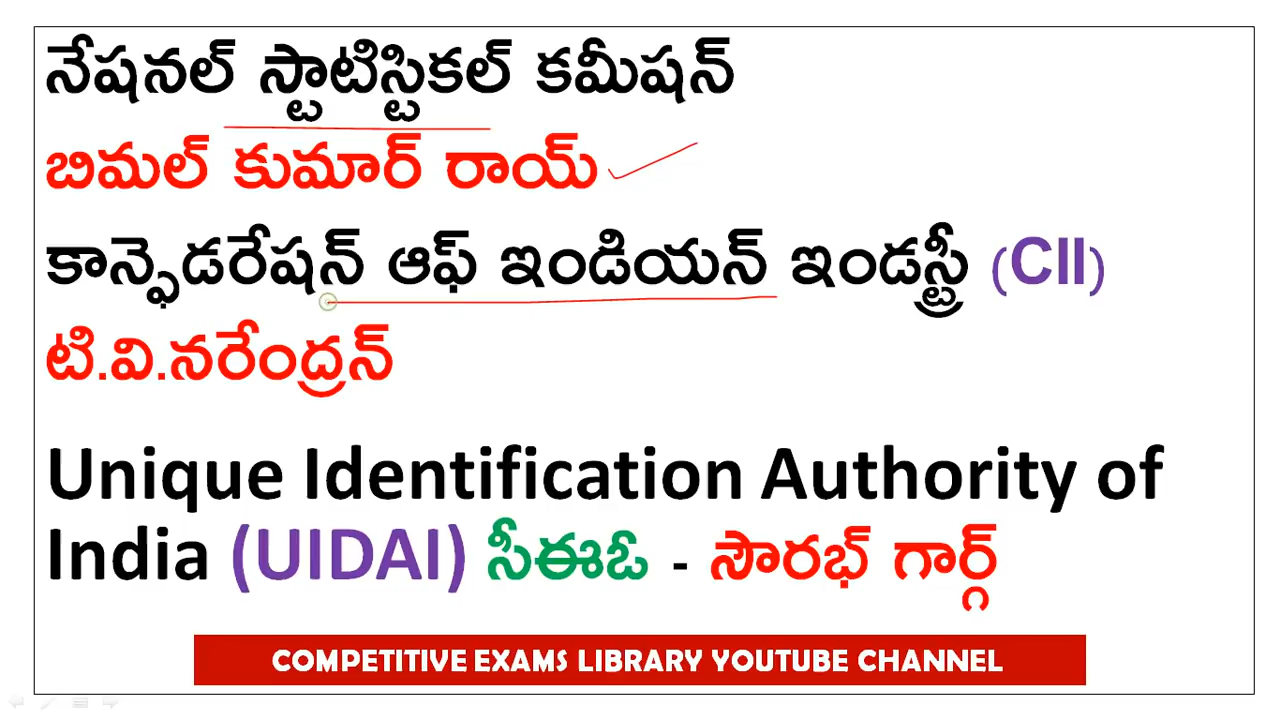 నేషనల్ స్టాటిస్టికల్ కమీషన్
బిమల్ కుమార్ రాయ్
కాన్ఫెడరేషన్ ఆఫ్ ఇండియన్ ఇండస్ట్రీ (CII)
టి.వి.నరేంద్రన్
Unique Identification Authority of
India (UIDAI) సీఈఓ - సౌరభ్ గార్గ్
COMPETITIVE EXAMS LIBRARY YOUTUBE CHANNEL